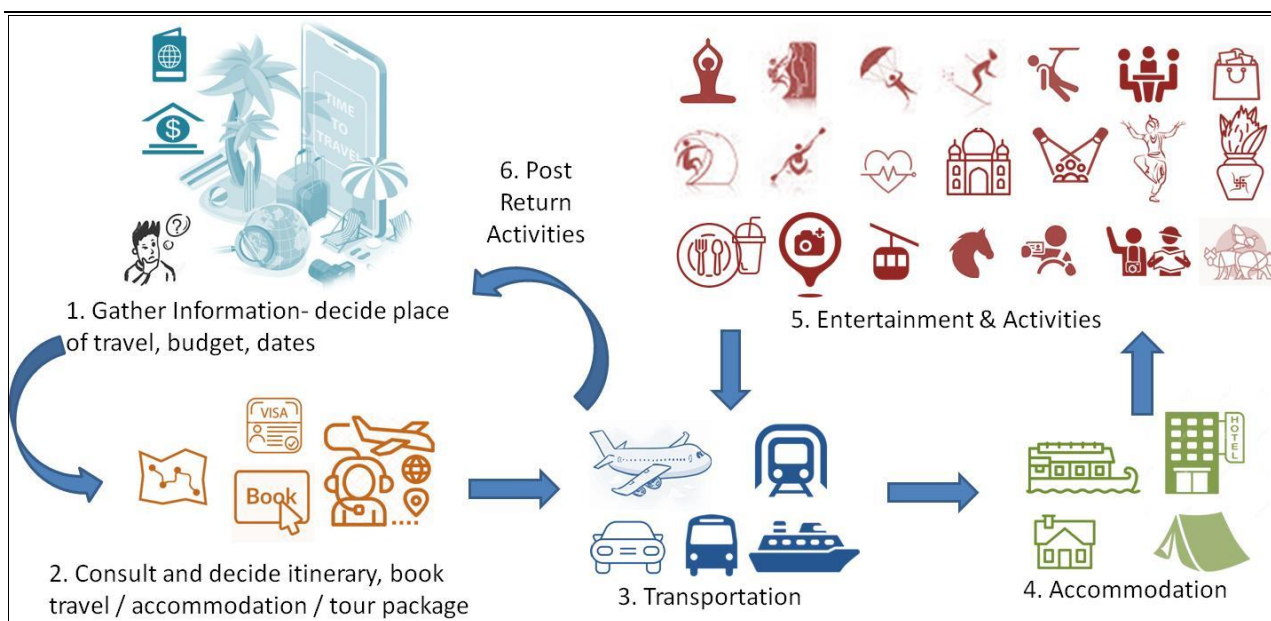 TIME
TO
TRAVEL
1. Gather Information- decide place
of travel, budget, dates
6. Post
Return
Activities
5. Entertainment & Activities
VISA
Book
2. Consult and decide itinerary, book
travel / accommodation / tour package
3. Transportation
HOTEL
4. Accommodation